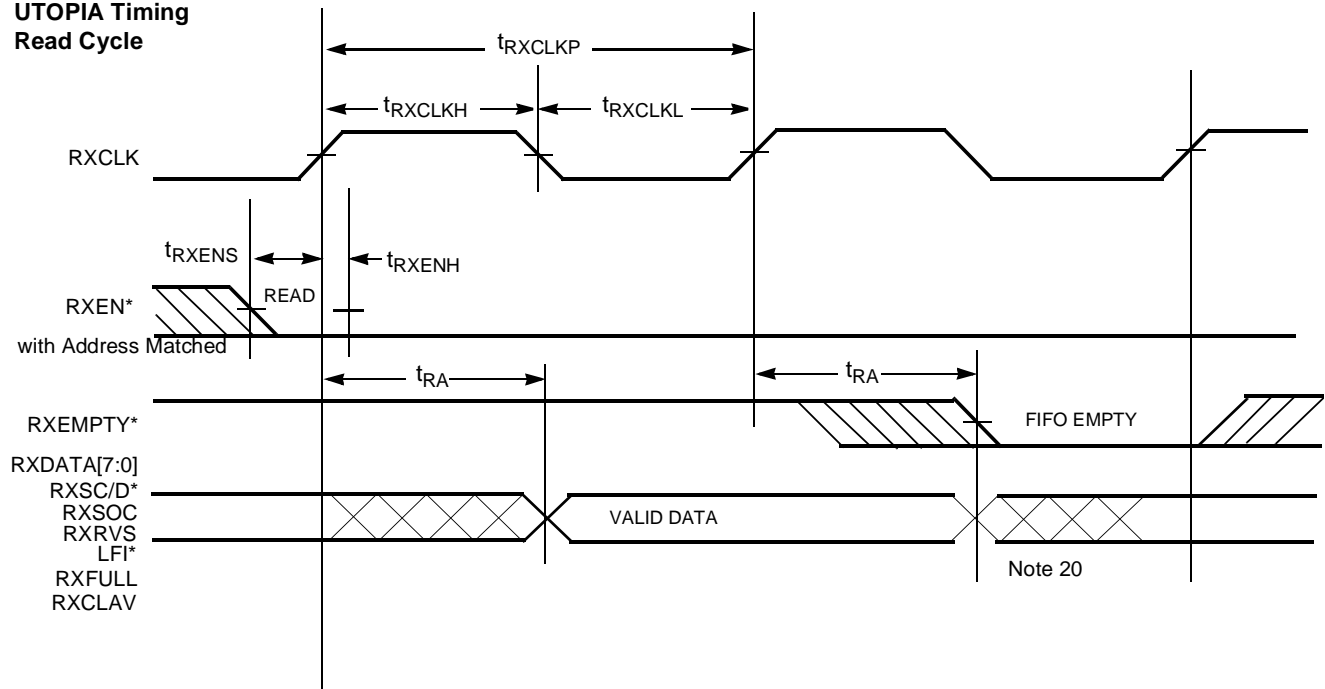 UTOPIA Timing
Read Cycle
tRXCLKP
tRXCLKH
tRXCLKL
RXCLK
tRXENS
tRXENH
READ
RXEN*
with Address Matched
tRA
tRA
RXEMPTY*
FIFO EMPTY
RXDATA[7:0]
RXSC/D*
RXSOC
VALID DATA
RXRVS
LFI*
Note 20
RXFULL
RXCLAV